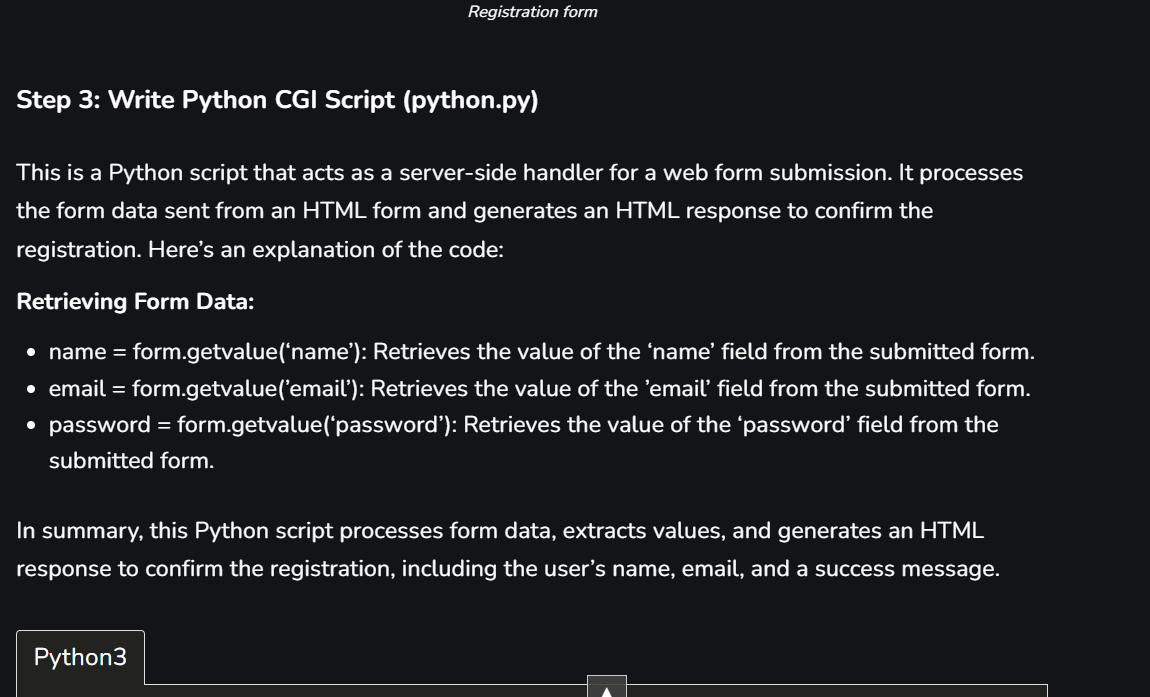 Registration form
Step 3: Write Python CGI Script (python.py)
This is a Python script that acts as a server-side handler for a web form submission. It processes
the form data sent from an HTML form and generates an HTML response to confirm the
registration. Here’s an explanation of the code:
Retrieving Form Data:
• name = form.getvalue(‘name’): Retrieves the value of the ‘name’ field from the submitted form.
• email = form.getvalue(’email’): Retrieves the value of the ’email’ field from the submitted form.
• password = form.getvalue(‘password’): Retrieves the value of the ‘password’ field from the
submitted form.
In summary, this Python script processes form data, extracts values, and generates an HTML
response to confirm the registration, including the user’s name, email, and a success message.
Python3